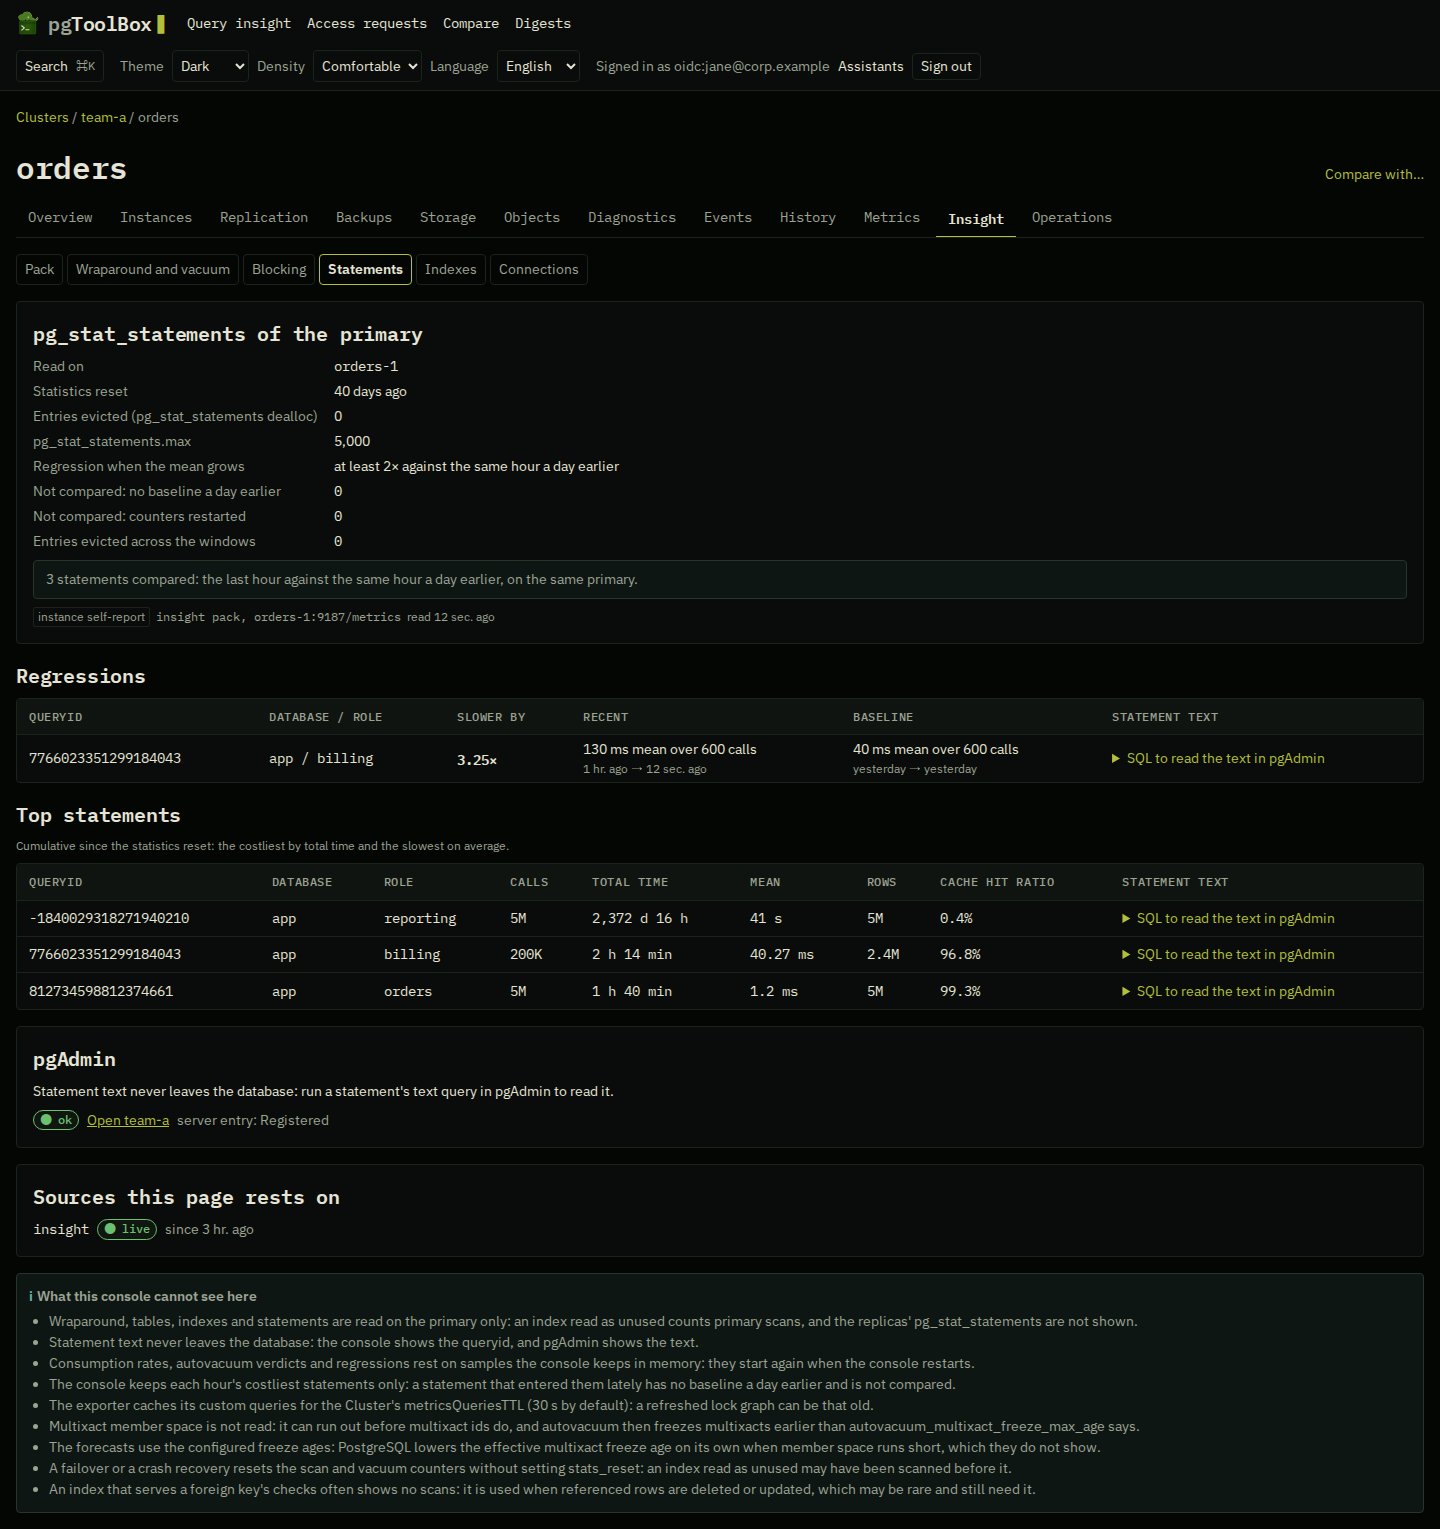 pgToolBox Query insight Access requests Compare Digests
Search ⌘K Theme Dark Density Comfortable Language English Signed in as oidc:jane@corp.example Assistants Sign out
Clusters / team-a / orders
orders
Compare with…
Overview Instances Replication Backups Storage Objects Diagnostics Events History Metrics Insight Operations
Pack Wraparound and vacuum Blocking Statements Indexes Connections
pg_stat_statements of the primary
Read on orders-1
Statistics reset 40 days ago
Entries evicted (pg_stat_statements dealloc) 0
pg_stat_statements.max 5,000
Regression when the mean grows at least 2× against the same hour a day earlier
Not compared: no baseline a day earlier 0
Not compared: counters restarted 0
Entries evicted across the windows 0
3 statements compared: the last hour against the same hour a day earlier, on the same primary.
instance self-report insight pack, orders-1:9187/metrics read 12 sec. ago
Regressions
QUERYID DATABASE / ROLE SLOWER BY RECENT BASELINE STATEMENT TEXT
7766023351299184043 app / billing 3.25× 130 ms mean over 600 calls 40 ms mean over 600 calls ▶ SQL to read the text in pgAdmin
1 hr. ago → 12 sec. ago yesterday → yesterday
Top statements
Cumulative since the statistics reset: the costliest by total time and the slowest on average.
QUERYID DATABASE ROLE CALLS TOTAL TIME MEAN ROWS CACHE HIT RATIO STATEMENT TEXT
-1840029318271940210 app reporting 5M 2,372 d 16 h 41 s 5M 0.4% ▶ SQL to read the text in pgAdmin
7766023351299184043 app billing 200K 2 h 14 min 40.27 ms 2.4M 96.8% ▶ SQL to read the text in pgAdmin
812734598812374661 app orders 5M 1 h 40 min 1.2 ms 5M 99.3% ▶ SQL to read the text in pgAdmin
pgAdmin
Statement text never leaves the database: run a statement's text query in pgAdmin to read it.
ok Open team-a server entry: Registered
Sources this page rests on
insight live since 3 hr. ago
i What this console cannot see here
• Wraparound, tables, indexes and statements are read on the primary only: an index read as unused counts primary scans, and the replicas' pg_stat_statements are not shown.
• Statement text never leaves the database: the console shows the queryid, and pgAdmin shows the text.
• Consumption rates, autovacuum verdicts and regressions rest on samples the console keeps in memory: they start again when the console restarts.
• The console keeps each hour's costliest statements only: a statement that entered them lately has no baseline a day earlier and is not compared.
• The exporter caches its custom queries for the Cluster's metricsQueriesTTL (30 s by default): a refreshed lock graph can be that old.
• Multixact member space is not read: it can run out before multixact ids do, and autovacuum then freezes multixacts earlier than autovacuum_multixact_freeze_max_age says.
• The forecasts use the configured freeze ages: PostgreSQL lowers the effective multixact freeze age on its own when member space runs short, which they do not show.
• A failover or a crash recovery resets the scan and vacuum counters without setting stats_reset: an index read as unused may have been scanned before it.
• An index that serves a foreign key's checks often shows no scans: it is used when referenced rows are deleted or updated, which may be rare and still need it.